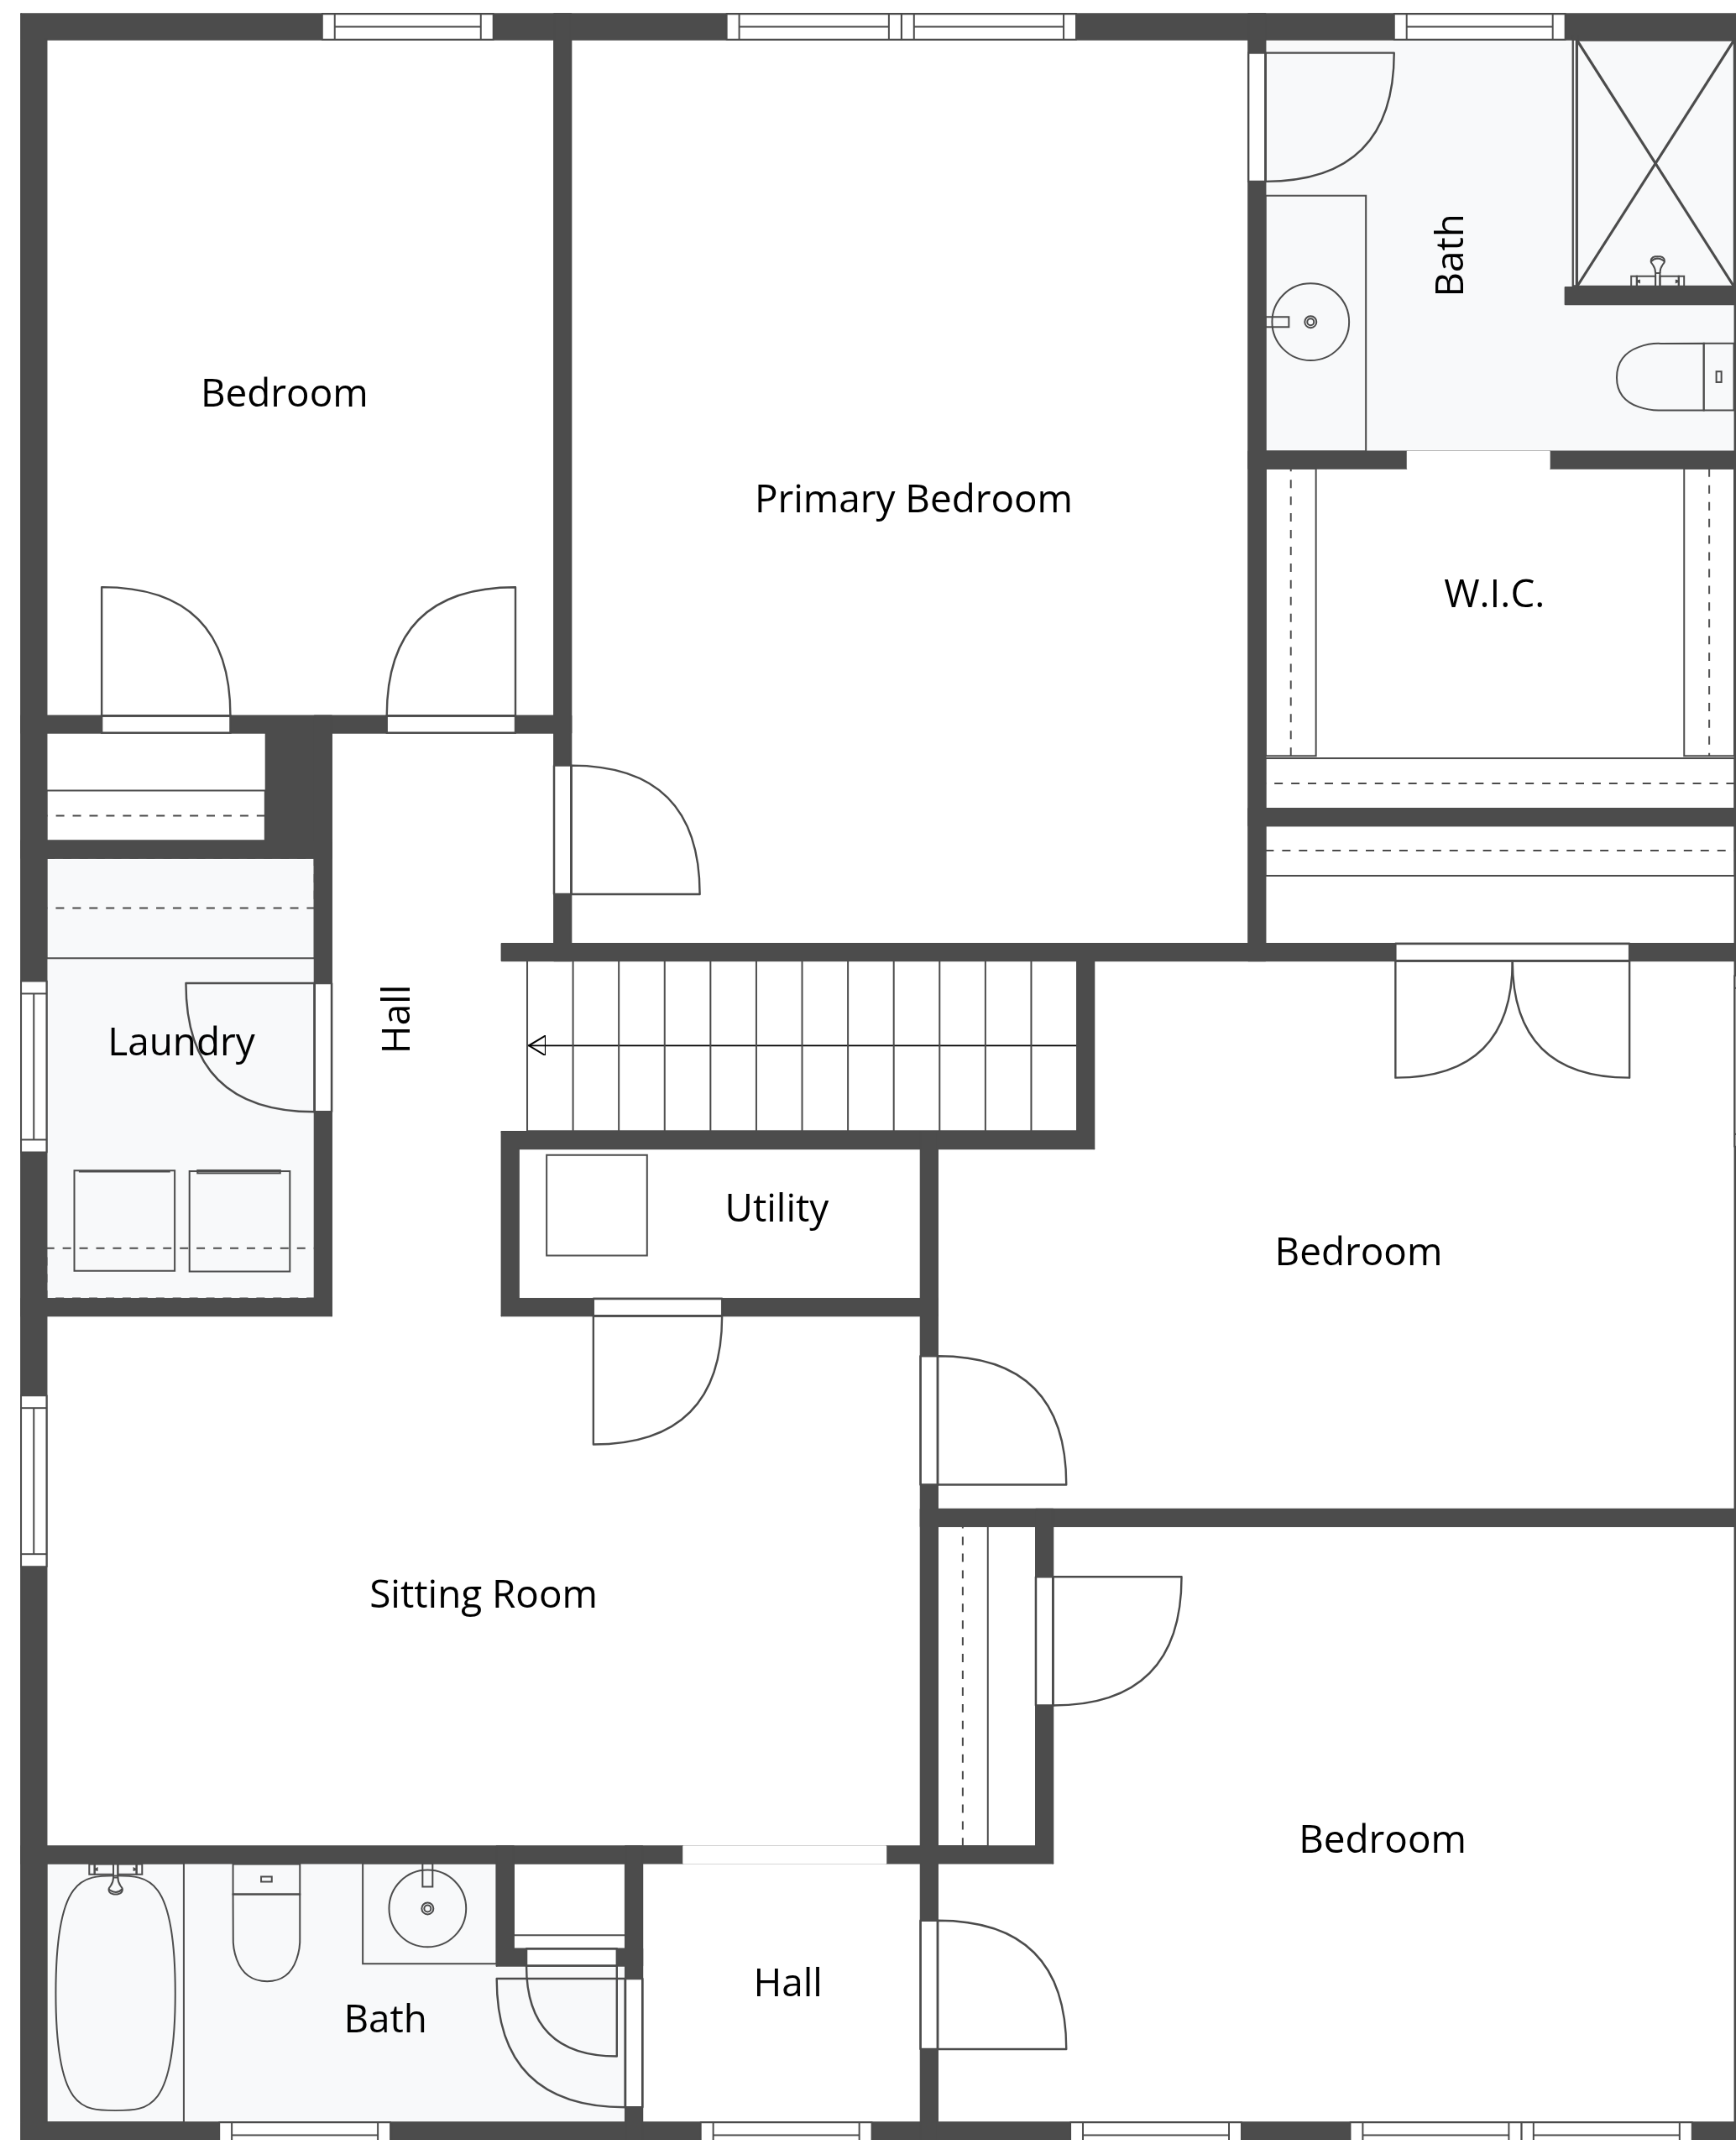 Bath
Bedroom
Primary Bedroom
W.I.C.
Hall
Laundry
Utility
Bedroom
Sitting Room
Bedroom
Hall
Bath